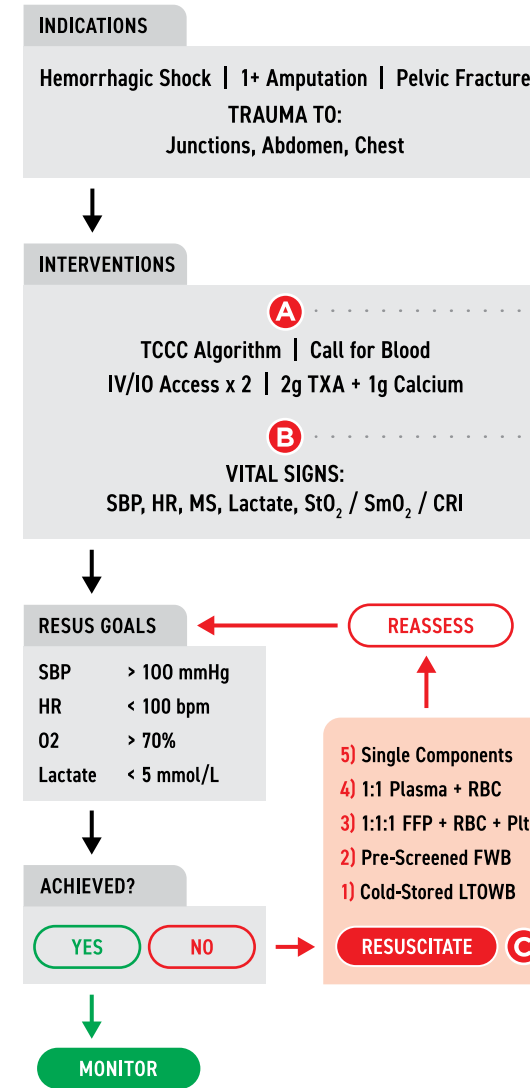 INDICATIONS
Hemorrhagic Shock | 1+ Amputation | Pelvic Fracture
TRAUMA TO:
Junctions, Abdomen, Chest
INTERVENTIONS
A
TCCC Algorithm | Call for Blood
IV/IO Access x 2 | 2g TXA + 1g Calcium
B
VITAL SIGNS:
SBP, HR, MS, Lactate, StO₂ / SmO₂ / CRI
RESUS GOALS
SBP > 100 mmHg
HR < 100 bpm
O2 > 70%
Lactate < 5 mmol/L
REASSESS
5) Single Components
4) 1:1 Plasma + RBC
3) 1:1:1 FFP + RBC + Plt
2) Pre-Screened FWB
1) Cold-Stored LTOWB
RESUSCITATE C
ACHIEVED?
YES NO
MONITOR